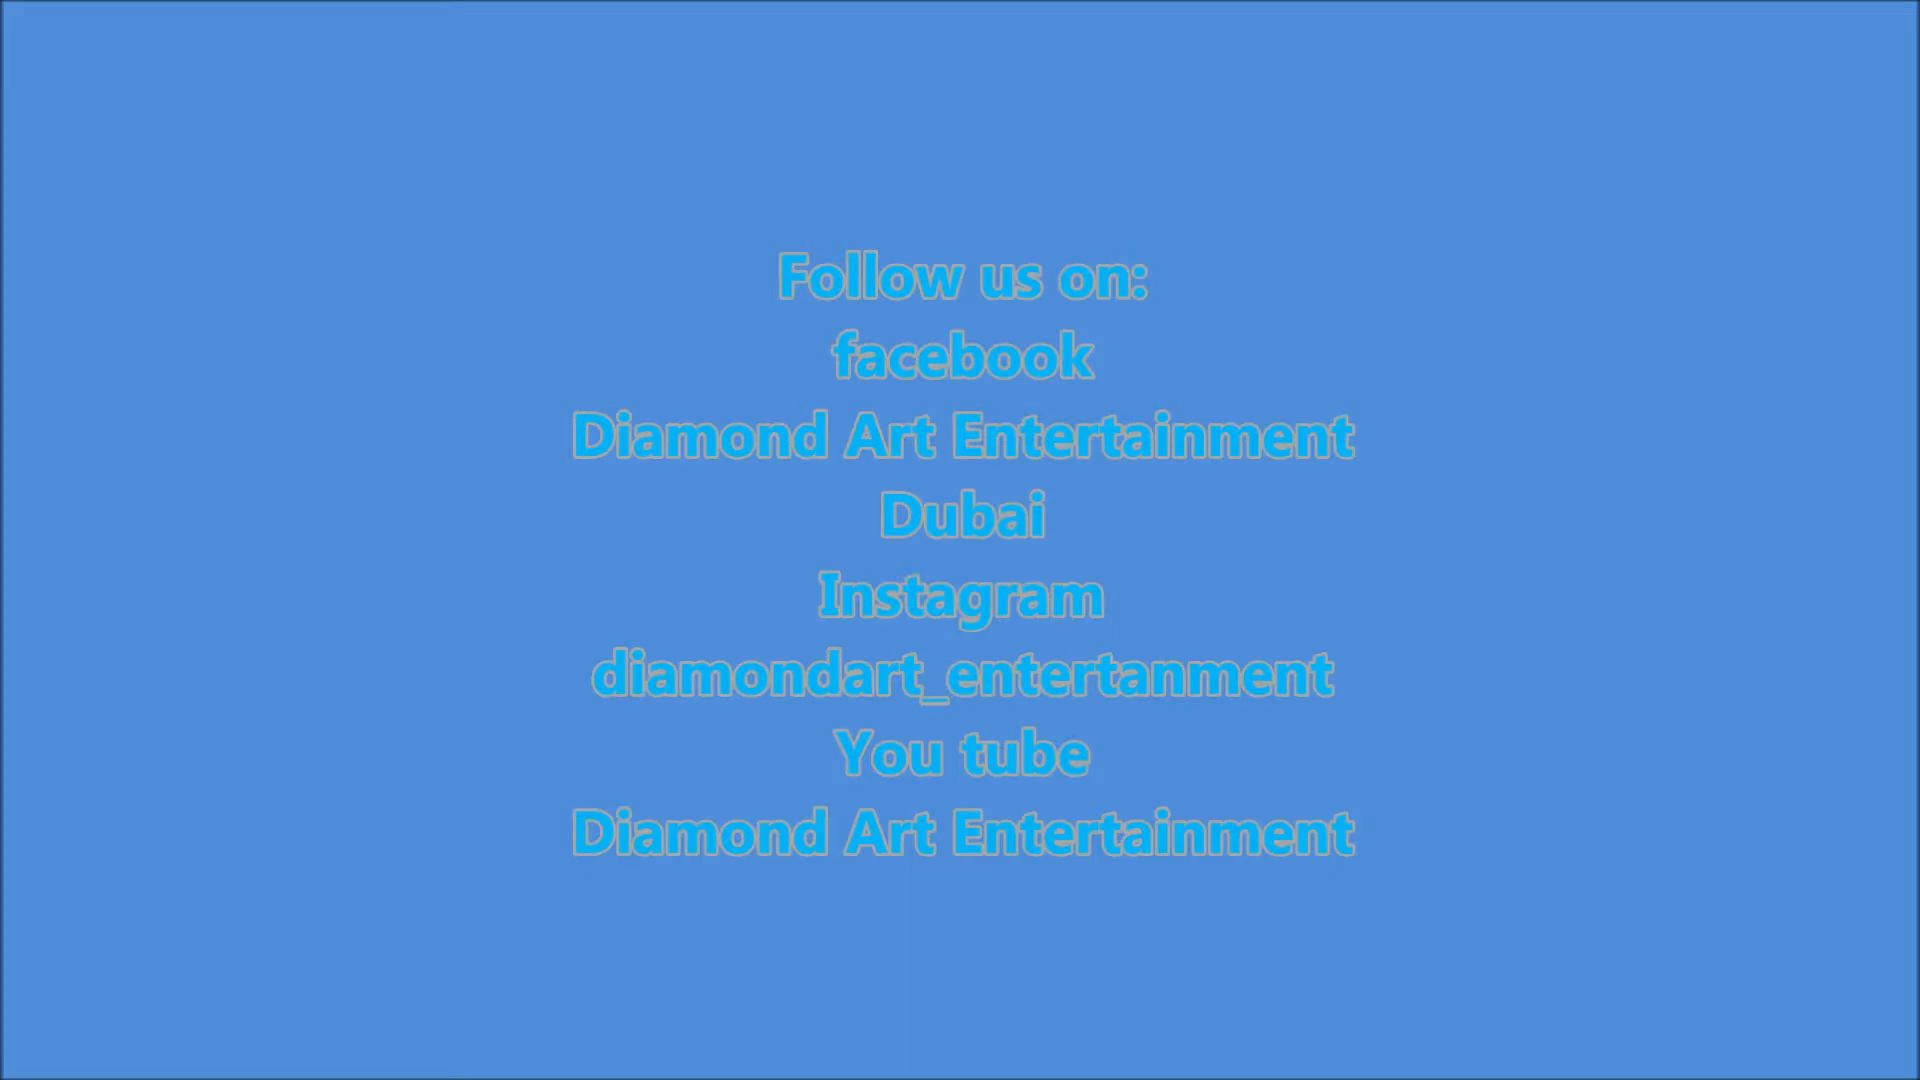 Follow us on:
facebook
Diamond Art Entertainment
Dubai
Instagram
diamondart_entertanment
You tube
Diamond Art Entertainment